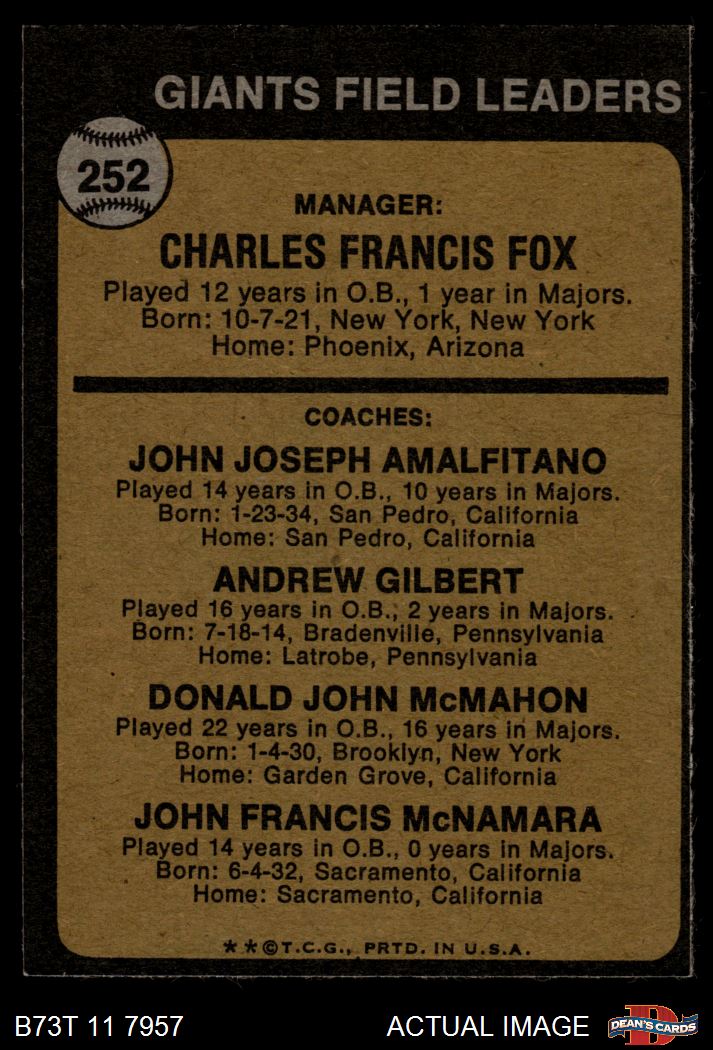 GIANTS FIELD LEADERS
252
MANAGER:
CHARLES FRANCIS FOX
Played 12 years in O.B., 1 year in Majors.
Born: 10-7-21, New York, New York
Home: Phoenix, Arizona
COACHES:
JOHN JOSEPH AMALFITANO
Played 14 years in O.B., 10 years in Majors.
Born: 1-23-34, San Pedro, California
Home: San Pedro, California
ANDREW GILBERT
Played 16 years in O.B., 2 years in Majors.
Born: 7-18-14, Bradenville, Pennsylvania
Home: Latrobe, Pennsylvania
DONALD JOHN McMAHON
Played 22 years in O.B., 16 years in Majors.
Born: 1-4-30, Brooklyn, New York
Home: Garden Grove, California
JOHN FRANCIS McNAMARA
Played 14 years in O.B., 0 years in Majors.
Born: 6-4-32, Sacramento, California
Home: Sacramento, California
**©T.C.G., PRTD. IN U.S.A.
B73T 11 7957
ACTUAL IMAGE
D
DEAN'S CARDS